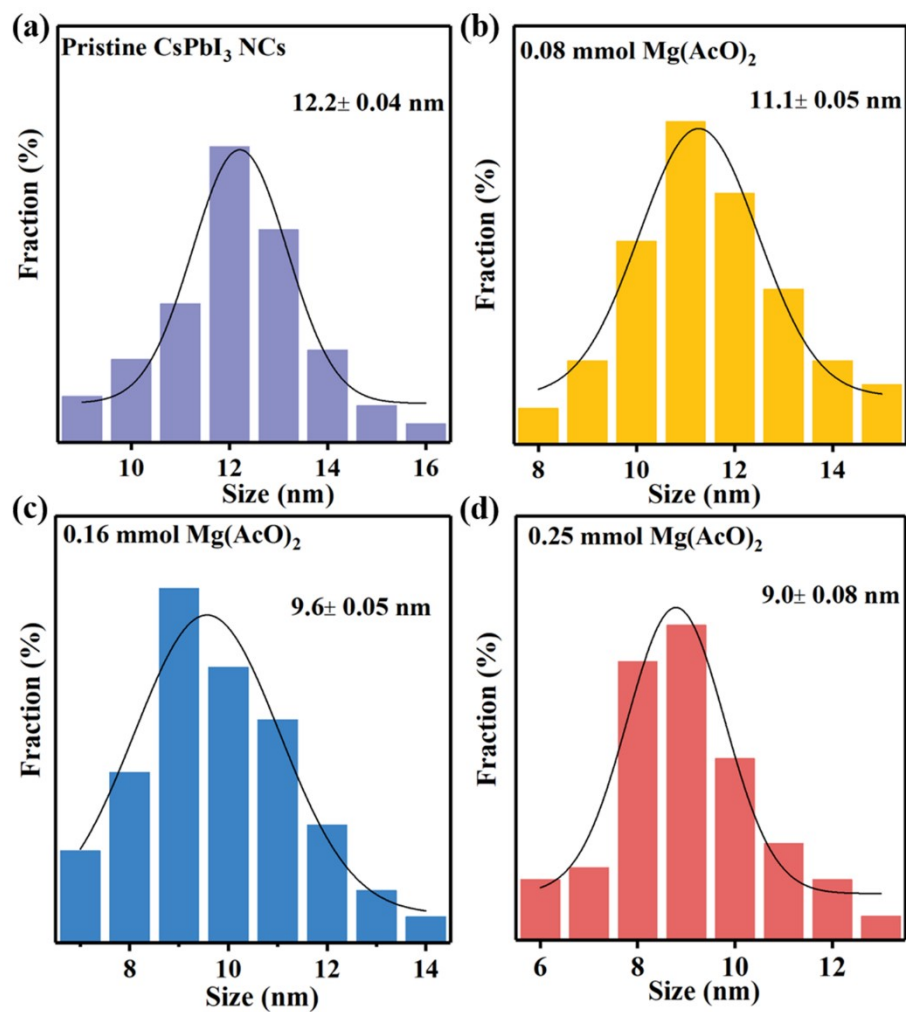 (a)
Pristine CsPbI₃ NCs
12.2± 0.04 nm
Fraction (%)
10 12 14 16
Size (nm)
(b)
0.08 mmol Mg(AcO)₂
11.1± 0.05 nm
Fraction (%)
8 10 12 14
Size (nm)
(c)
0.16 mmol Mg(AcO)₂
9.6± 0.05 nm
Fraction (%)
8 10 12 14
Size (nm)
(d)
0.25 mmol Mg(AcO)₂
9.0± 0.08 nm
Fraction (%)
6 8 10 12
Size (nm)